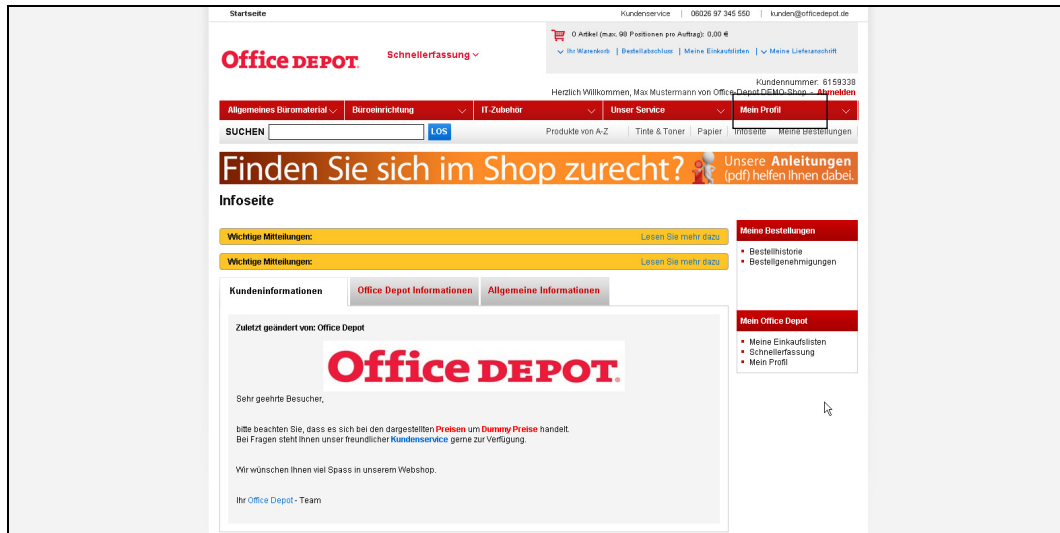 Startseite
Kundenservice | 06026 97 345 550 | kunden@officedepot.de
0 Artikel (max. 98 Positionen pro Auftrag): 0,00 €
Ihr Warenkorb | Bestellabschluss | Meine Einkaufslisten | Meine Lieferanschrift
Office DEPOT.
Schnellerfassung
Kundennummer: 6159338
Herzlich Willkommen, Max Mustermann von Office-Depot DEMO-Shop - Abmelden
Allgemeines Büromaterial Büroeinrichtung IT-Zubehör Unser Service Mein Profil
SUCHEN LOS Produkte von A-Z | Tinte & Toner | Papier | Infoseite Meine Bestellungen
Finden Sie sich im Shop zurecht?
Unsere Anleitungen
(pdf) helfen Ihnen dabei.
Infoseite
Wichtige Mitteilungen: Lesen Sie mehr dazu
Wichtige Mitteilungen: Lesen Sie mehr dazu
Kundeninformationen Office Depot Informationen Allgemeine Informationen
Zuletzt geändert von: Office Depot
Office DEPOT.
Sehr geehrte Besucher,
bitte beachten Sie, dass es sich bei den dargestellten Preisen um Dummy Preise handelt.
Bei Fragen steht Ihnen unser freundlicher Kundenservice gerne zur Verfügung.
Wir wünschen Ihnen viel Spass in unserem Webshop.
Ihr Office Depot - Team
Meine Bestellungen
Bestellhistorie
Bestellgenehmigungen
Mein Office Depot
Meine Einkaufslisten
Schnellerfassung
Mein Profil